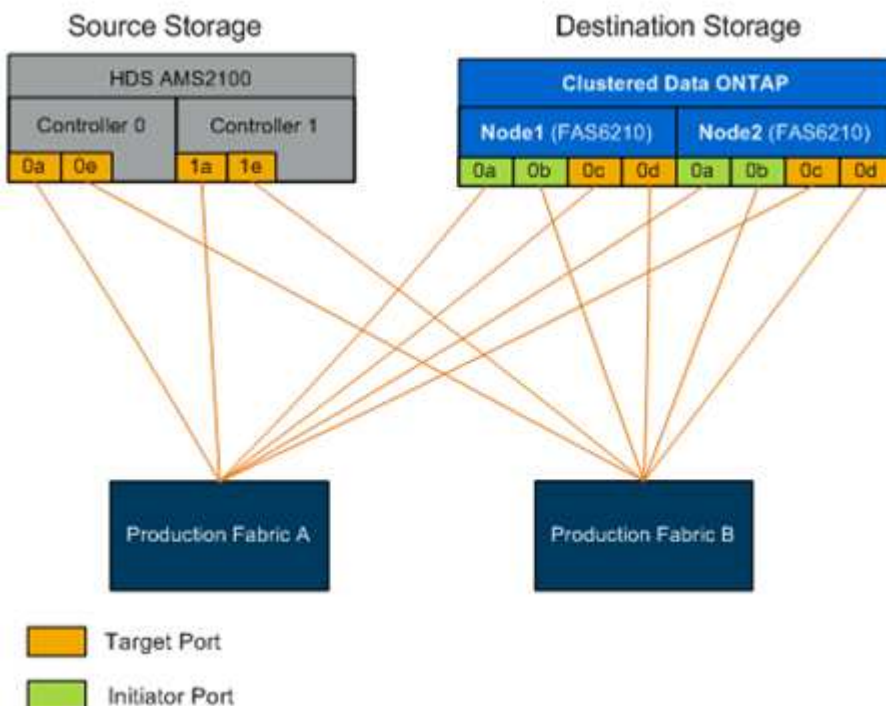 Source Storage
Destination Storage
HDS AMS2100
Controller 0
Controller 1
0a 0e 1a 1e
Clustered Data ONTAP
Node1 (FAS6210)
Node2 (FAS6210)
0a 0b 0c 0d 0a 0b 0c 0d
Production Fabric A
Production Fabric B
Target Port
Initiator Port